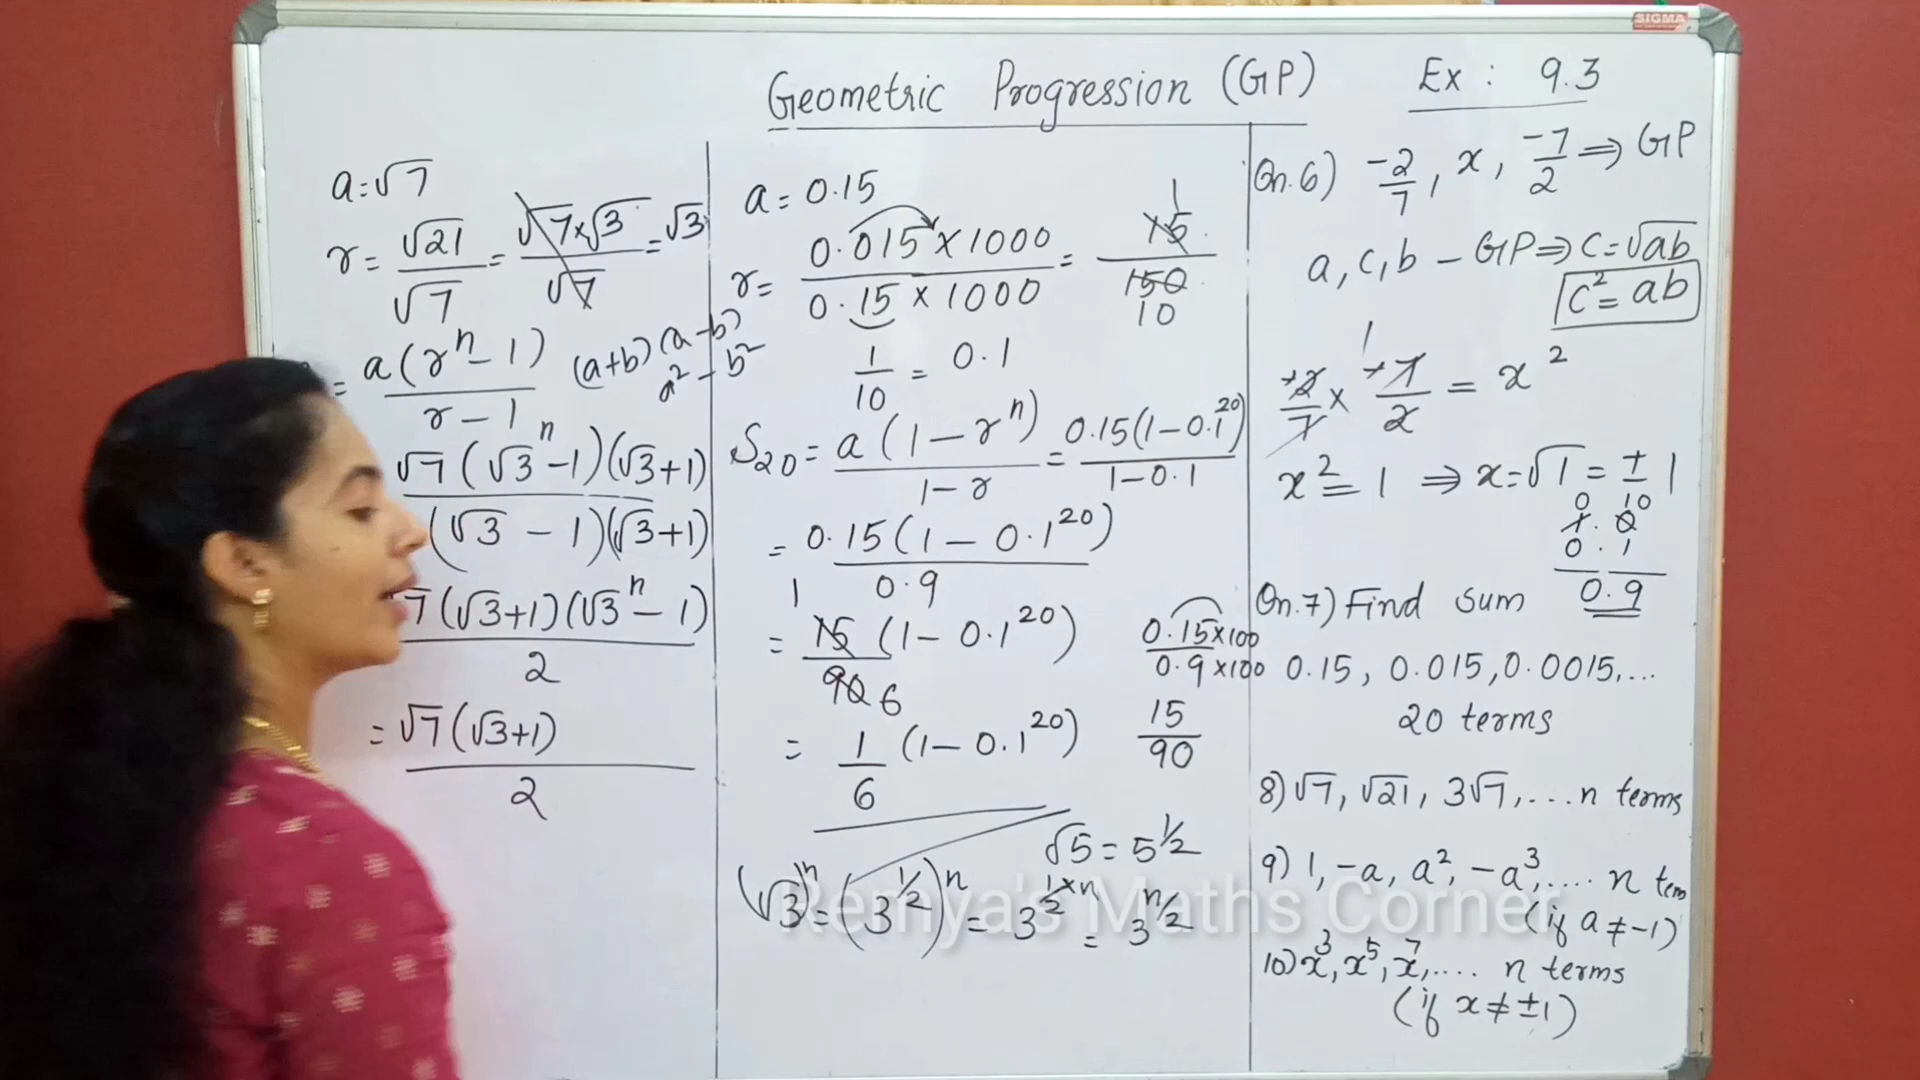 SIGMA
Geometric Progression (GP)
Ex : 9.3
a = √7
r = √21/√7 = √7×√3/√7 = √3
= a(r^n - 1)/r - 1
(a+b)(a-b)
a² - b²
√7(√3^n - 1)(√3+1)/(√3 - 1)(√3+1)
7(√3+1)(√3^n - 1)/2
= √7(√3+1)/2
a = 0.15
r = 0.015 × 1000/0.15 × 1000 = 15/150
1
10
1/10 = 0.1
S₂₀ = a(1 - r^n)/1 - r = 0.15(1 - 0.1^20)/1 - 0.1
= 0.15(1 - 0.1^20)/0.9
1
= 15/90 (1 - 0.1^20)
6
0.15×100/0.9×100
15/90
= 1/6 (1 - 0.1^20)
√5 = 5^1/2
(√3)^n = (3^1/2)^n = 3^1/2×n = 3^n/2
Remya's Maths Corner
Qn.6) -2/7, x, -7/2 ⇒ GP
a, c, b - GP ⇒ c = √ab
c² = ab
1
-2/7 × -7/2 = x²
x² = 1 ⇒ x = √1 = ± 1
0 10
1.0
0.1
0.9
Qn.7) Find sum
0.15, 0.015, 0.0015,...
20 terms
8) √7, √21, 3√7,... n terms
9) 1, -a, a², -a³,.... n term
(if a ≠ -1)
10) x³, x⁵, x⁷,.... n terms
(if x ≠ ±1)